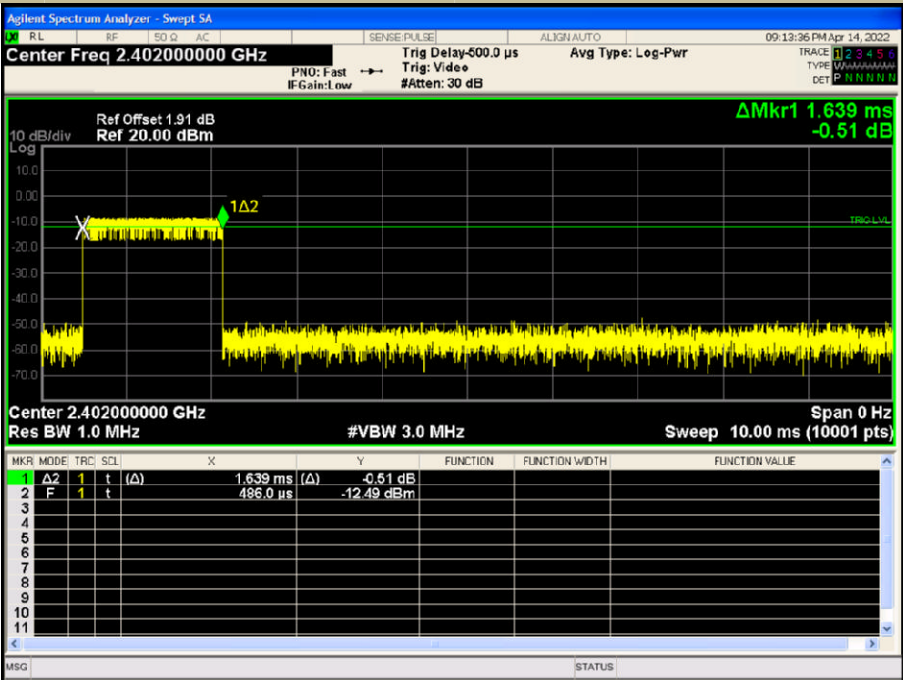 Agilent Spectrum Analyzer - Swept SA
RL RF 50 Ω AC SENSE:PULSE ALIGN AUTO 09:13:36 PM Apr 14, 2022
Center Freq 2.402000000 GHz
PNO: Fast
IFGain:Low
Trig Delay-500.0 µs
Trig: Video
#Atten: 30 dB
Avg Type: Log-Pwr
TRACE 1 2 3 4 5 6
TYPE
DET P N N N N N
ΔMkr1 1.639 ms
-0.51 dB
Ref Offset 1.91 dB
10 dB/div Ref 20.00 dBm
Log
10.0
0.00
-10.0
-20.0
-30.0
-40.0
-50.0
-60.0
-70.0
1Δ2
TRIG LVL
Center 2.402000000 GHz Span 0 Hz
Res BW 1.0 MHz #VBW 3.0 MHz Sweep 10.00 ms (10001 pts)
MKR MODE TRC SCL X Y FUNCTION FUNCTION WIDTH FUNCTION VALUE
1 Δ2 1 t (Δ) 1.639 ms (Δ) -0.51 dB
2 F 1 t 486.0 µs -12.49 dBm
3
4
5
6
7
8
9
10
11
MSG STATUS